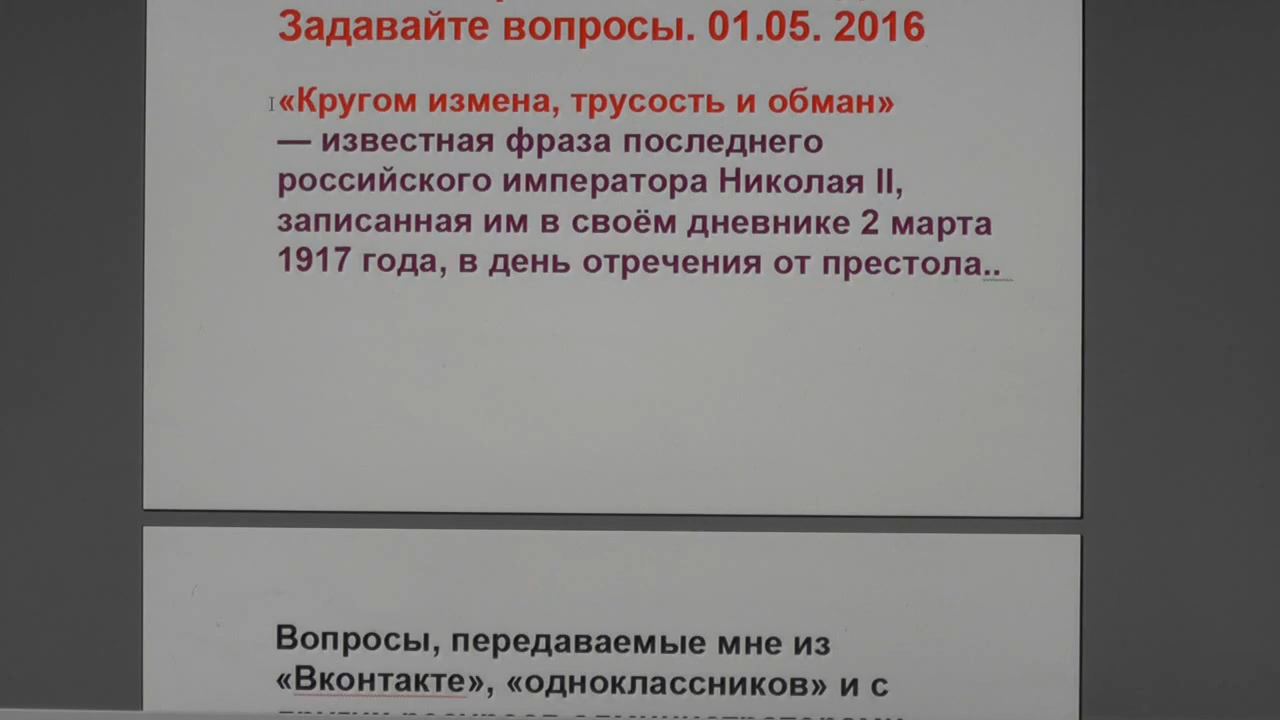 Задавайте вопросы. 01.05. 2016
«Кругом измена, трусость и обман»
— известная фраза последнего
российского императора Николая II,
записанная им в своём дневнике 2 марта
1917 года, в день отречения от престола..
Вопросы, передаваемые мне из
«Вконтакте», «одноклассников» и с